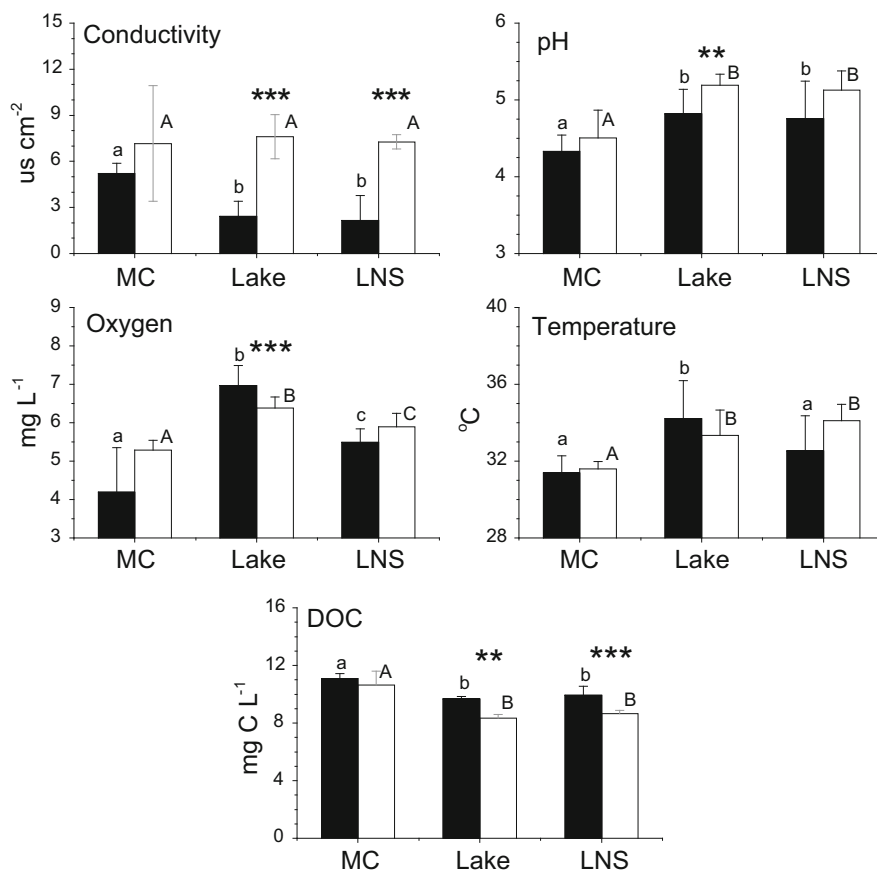 Conductivity
us cm-2
15
12
9
6
3
0
a
A
***
b
A
***
b
A
MC Lake LNS
pH
6
5
4
3
a
A
**
b
B
b
B
MC Lake LNS
Oxygen
mg L-1
9
8
7
6
5
4
3
a
A
***
b
B
c
C
MC Lake LNS
Temperature
oC
40
36
32
28
a
A
b
B
a
B
MC Lake LNS
DOC
mg C L-1
16
12
8
4
0
a
A
**
b
B
***
b
B
MC Lake LNS